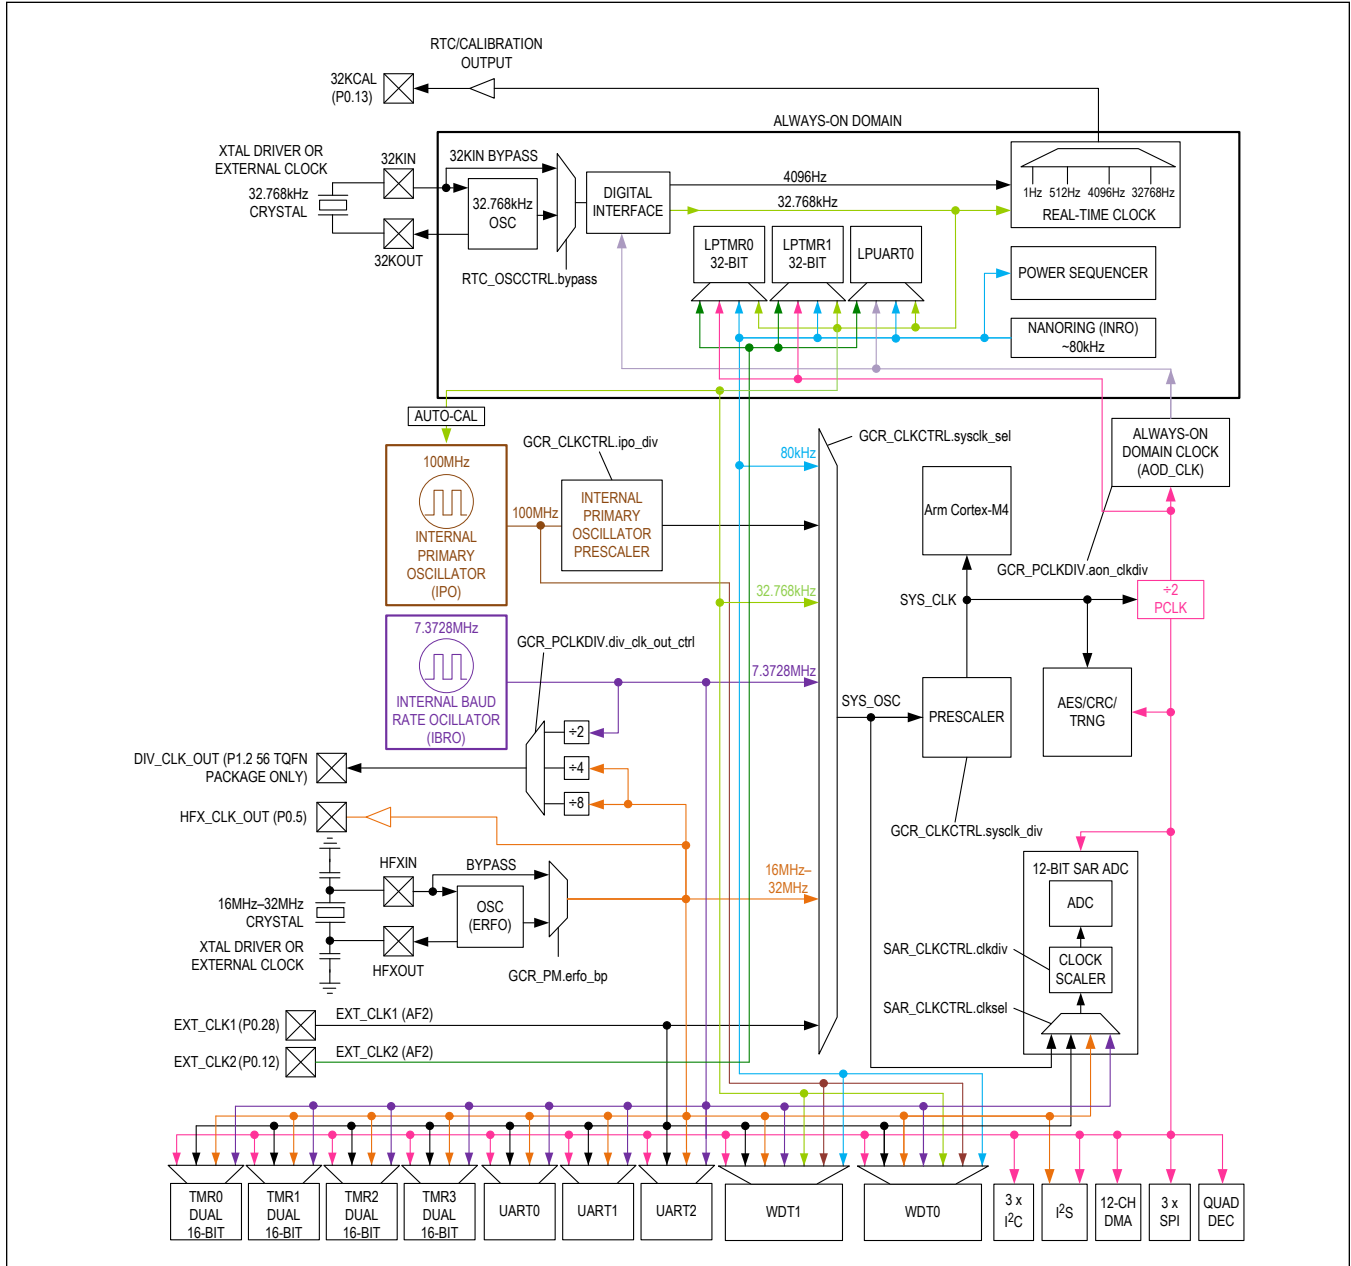 RTC/CALIBRATION
OUTPUT
32KCAL
(P0.13)
ALWAYS-ON DOMAIN
XTAL DRIVER OR
EXTERNAL CLOCK
32.768kHz
CRYSTAL
32KIN
32KOUT
32KIN BYPASS
32.768kHz
OSC
RTC_OSCCTRL.bypass
DIGITAL
INTERFACE
4096Hz
32.768kHz
1Hz
512Hz
4096Hz
32768Hz
REAL-TIME CLOCK
LPTMR0
32-BIT
LPTMR1
32-BIT
LPUART0
POWER SEQUENCER
NANORING (INRO)
~80kHz
AUTO-CAL
100MHz
INTERNAL
PRIMARY
OSCILLATOR
(IPO)
100MHz
GCR_CLKCTRL.ipo_div
INTERNAL
PRIMARY
OSCILLATOR
PRESCALER
GCR_CLKCTRL.sysclk_sel
80kHz
32.768kHz
7.3728MHz
16MHz–
32MHz
ALWAYS-ON
DOMAIN CLOCK
(AOD_CLK)
Arm Cortex-M4
GCR_PCLKDIV.aon_clkdiv
SYS_CLK
÷2
PCLK
7.3728MHz
INTERNAL BAUD
RATE OCILLATOR
(IBRO)
GCR_PCLKDIV.div_clk_out_ctrl
÷2
÷4
÷8
SYS_OSC
PRESCALER
AES/CRC/
TRNG
GCR_CLKCTRL.sysclk_div
DIV_CLK_OUT (P1.2 56 TQFN
PACKAGE ONLY)
HFX_CLK_OUT (P0.5)
HFXIN
BYPASS
16MHz–32MHz
CRYSTAL
XTAL DRIVER OR
EXTERNAL CLOCK
OSC
(ERFO)
HFXOUT
GCR_PM.erfo_bp
12-BIT SAR ADC
ADC
SAR_CLKCTRL.clkdiv
CLOCK
SCALER
SAR_CLKCTRL.clksel
EXT_CLK1 (P0.28)
EXT_CLK1 (AF2)
EXT_CLK2 (P0.12)
EXT_CLK2 (AF2)
TMR0
DUAL
16-BIT
TMR1
DUAL
16-BIT
TMR2
DUAL
16-BIT
TMR3
DUAL
16-BIT
UART0
UART1
UART2
WDT1
WDT0
3 x
I²C
I²S
12-CH
DMA
3 x
SPI
QUAD
DEC